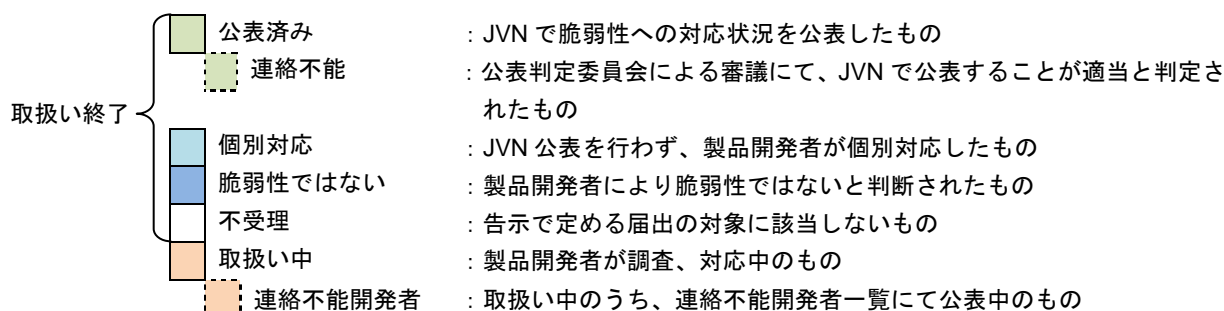 公表済み : JVN で脆弱性への対応状況を公表したもの
連絡不能 : 公表判定委員会による審議にて、JVN で公表することが適当と判定さ
れたもの
取扱い終了
個別対応 : JVN 公表を行わず、製品開発者が個別対応したもの
脆弱性ではない : 製品開発者により脆弱性ではないと判断されたもの
不受理 : 告示で定める届出の対象に該当しないもの
取扱い中 : 製品開発者が調査、対応中のもの
連絡不能開発者 : 取扱い中のうち、連絡不能開発者一覧にて公表中のもの